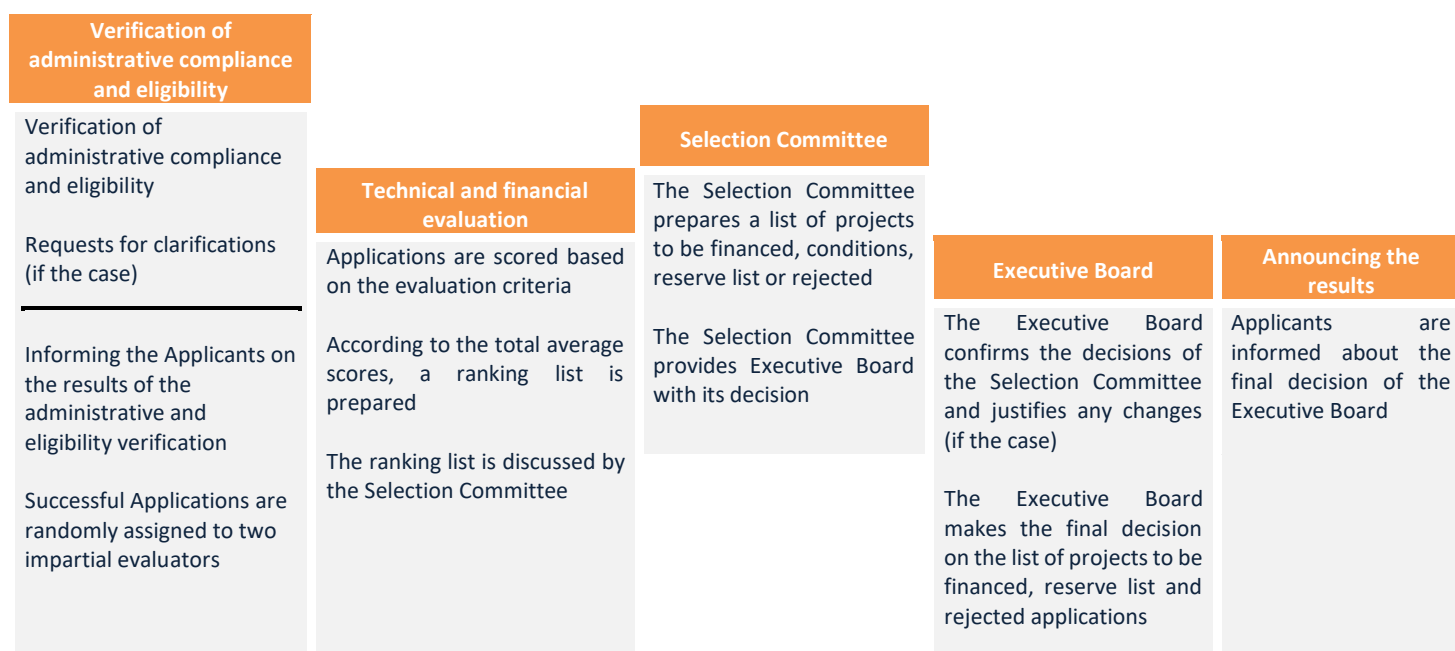 Verification of
administrative compliance
and eligibility
Verification of
administrative compliance
and eligibility
Requests for clarifications
(if the case)
Informing the Applicants on
the results of the
administrative and
eligibility verification
Successful Applications are
randomly assigned to two
impartial evaluators
Technical and financial
evaluation
Applications are scored based
on the evaluation criteria
According to the total average
scores, a ranking list is
prepared
The ranking list is discussed by
the Selection Committee
Selection Committee
The Selection Committee
prepares a list of projects
to be financed, conditions,
reserve list or rejected
The Selection Committee
provides Executive Board
with its decision
Executive Board
The Executive Board
confirms the decisions of
the Selection Committee
and justifies any changes
(if the case)
The Executive Board
makes the final decision
on the list of projects to be
financed, reserve list and
rejected applications
Announcing the
results
Applicants are
informed about the
final decision of the
Executive Board